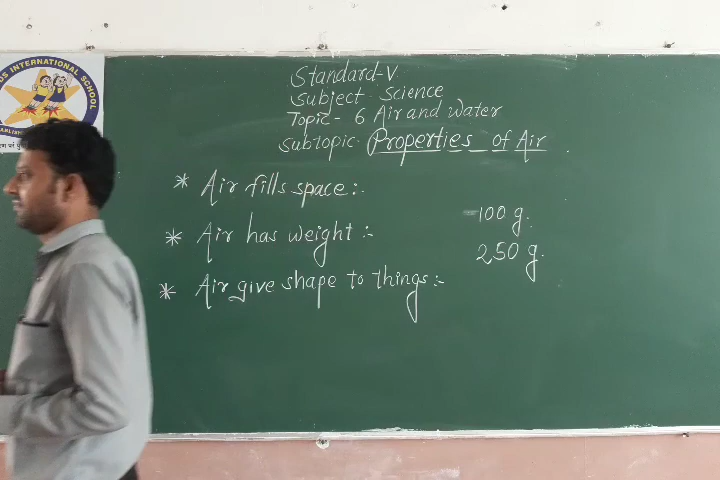 DS INTERNATIONAL SCHOOL
Standard-V
Subject Science
Topic- 6 Air and Water
Subtopic- Properties of Air
* Air fills space:-
-100 g.
* Air has weight:-
250 g.
* Air give shape to things:-